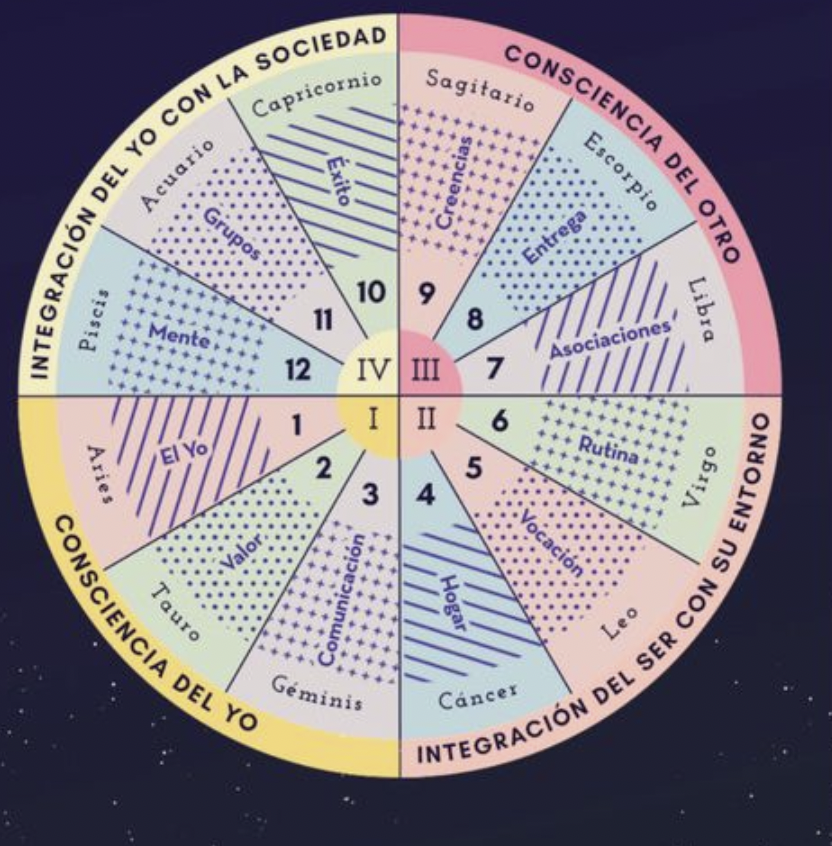 INTEGRACIÓN DEL YO CON LA SOCIEDAD
CONSCIENCIA DEL OTRO
Capricornio
Éxito
10
Sagitario
Creencias
9
Acuario
Grupos
11
Escorpio
Entrega
8
Piscis
Mente
12
Libra
Asociaciones
7
IV
III
I
II
Aries
El Yo
1
Virgo
Rutina
6
Tauro
Valor
2
Leo
Vocación
5
Géminis
Comunicación
3
Cáncer
Hogar
4
CONSCIENCIA DEL YO
INTEGRACIÓN DEL SER CON SU ENTORNO